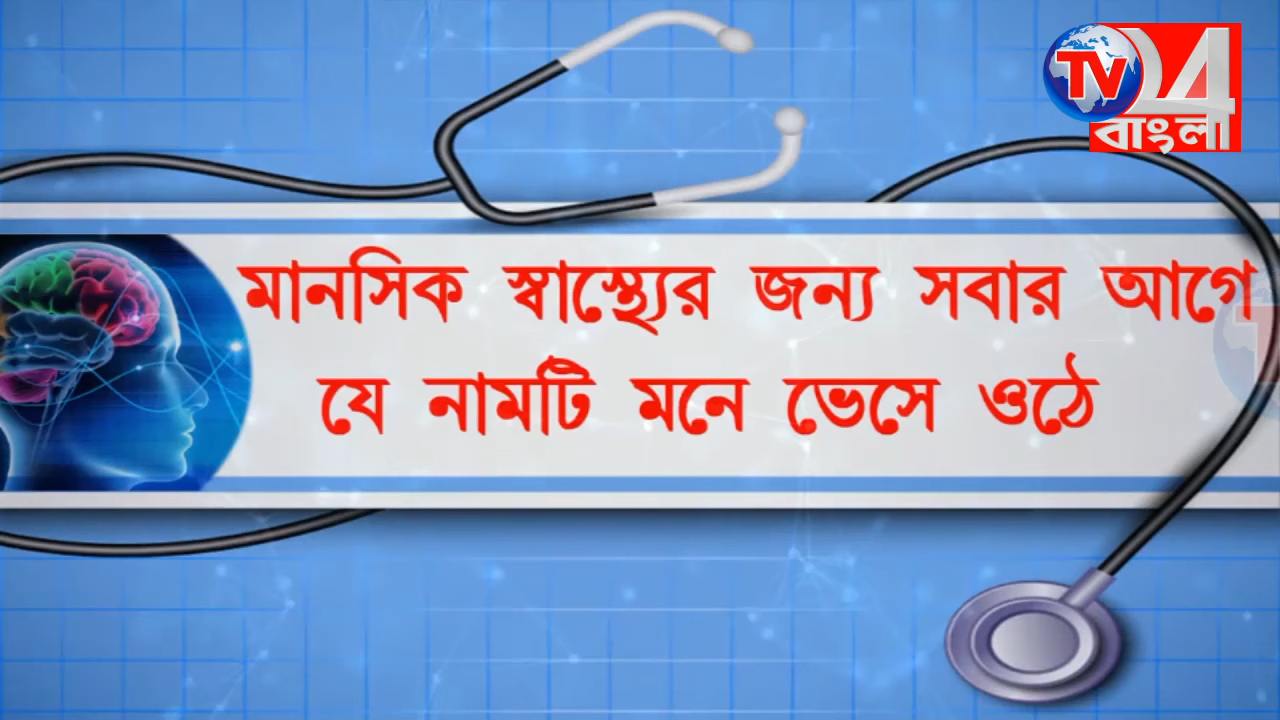 TV 24
বাংলা
মানসিক স্বাস্থ্যের জন্য সবার আগে
যে নামটি মনে ভেসে ওঠে